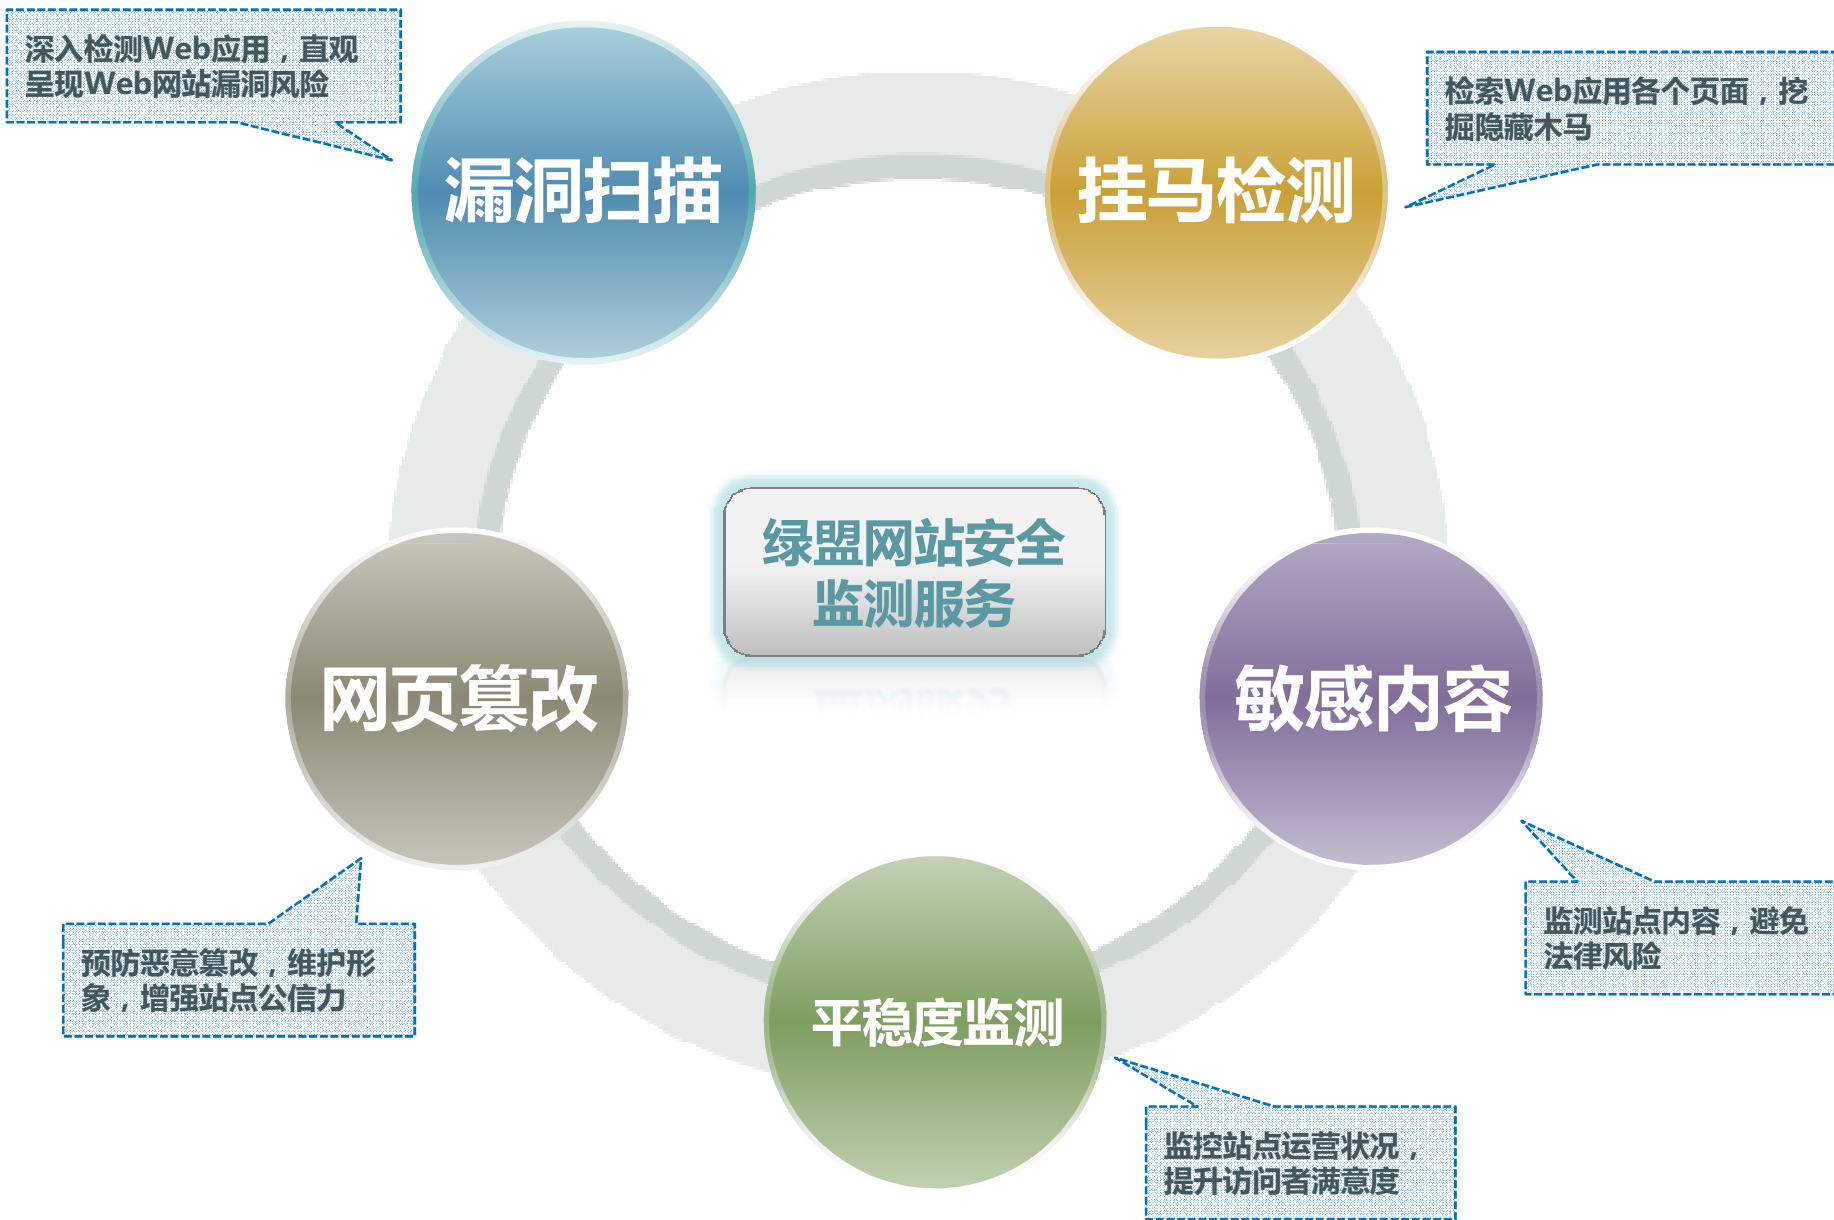 深入检测Web应用，直观
呈现Web网站漏洞风险
漏洞扫描
挂马检测
检索Web应用各个页面，挖
掘隐藏木马
绿盟网站安全
监测服务
网页篡改
敏感内容
预防恶意篡改，维护形
象，增强站点公信力
平稳度监测
监测站点内容，避免
法律风险
监控站点运营状况，
提升访问者满意度